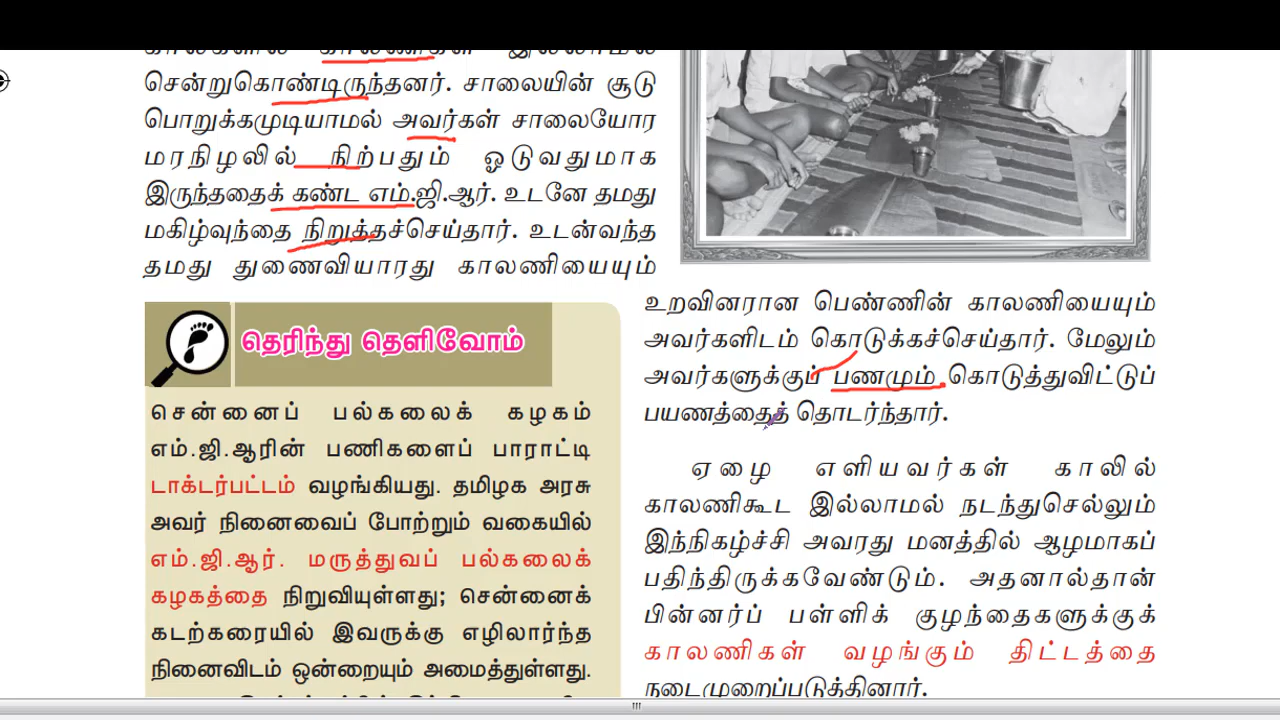 சென்றுகொண்டிருந்தனர். சாலையின் சூடு
பொறுக்கமுடியாமல் அவர்கள் சாலையோர
மரநிழலில் நிற்பதும் ஓடுவதுமாக
இருந்ததைக் கண்ட எம்.ஜி.ஆர். உடனே தமது
மகிழ்வுந்தை நிறுத்தச்செய்தார். உடன்வந்த
தமது துணைவியாரது காலணியையும்
உறவினரான பெண்ணின் காலணியையும்
அவர்களிடம் கொடுக்கச்செய்தார். மேலும்
அவர்களுக்குப் பணமும் கொடுத்துவிட்டுப்
பயணத்தைத் தொடர்ந்தார்.
ஏழை எளியவர்கள் காலில்
காலணிகூட இல்லாமல் நடந்துசெல்லும்
இந்நிகழ்ச்சி அவரது மனத்தில் ஆழமாகப்
பதிந்திருக்கவேண்டும். அதனால்தான்
பின்னர்ப் பள்ளிக் குழந்தைகளுக்குக்
காலணிகள் வழங்கும் திட்டத்தை
நடைமுறைப்படுத்தினார்.
தெரிந்து தெளிவோம்
சென்னைப் பல்கலைக் கழகம்
எம்.ஜி.ஆரின் பணிகளைப் பாராட்டி
டாக்டர்பட்டம் வழங்கியது. தமிழக அரசு
அவர் நினைவைப் போற்றும் வகையில்
எம்.ஜி.ஆர். மருத்துவப் பல்கலைக்
கழகத்தை நிறுவியுள்ளது; சென்னைக்
கடற்கரையில் இவருக்கு எழிலார்ந்த
நினைவிடம் ஒன்றையும் அமைத்துள்ளது.